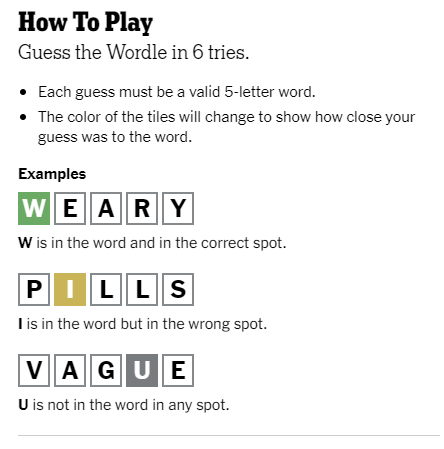 How To Play
Guess the Wordle in 6 tries.
• Each guess must be a valid 5-letter word.
• The color of the tiles will change to show how close your
guess was to the word.
Examples
W E A R Y
W is in the word and in the correct spot.
P I L L S
I is in the word but in the wrong spot.
V A G U E
U is not in the word in any spot.